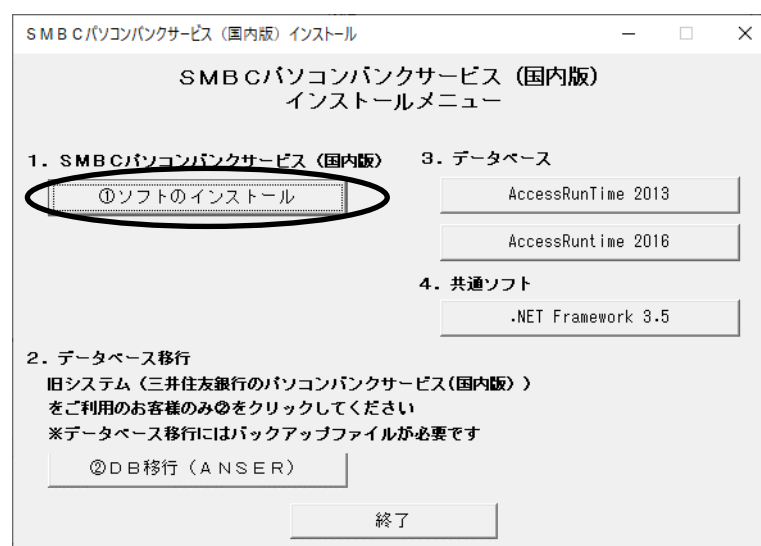 ＳＭＢＣパソコンバンクサービス（国内版）インストール
ＳＭＢＣパソコンバンクサービス（国内版）
インストールメニュー
１．ＳＭＢＣパソコンバンクサービス（国内版）
①ソフトのインストール
３．データベース
AccessRunTime 2013
AccessRuntime 2016
４．共通ソフト
.NET Framework 3.5
２．データベース移行
旧システム（三井住友銀行のパソコンバンクサービス(国内版））
をご利用のお客様のみ②をクリックしてください
※データベース移行にはバックアップファイルが必要です
②ＤＢ移行（ＡＮＳＥＲ）
終了